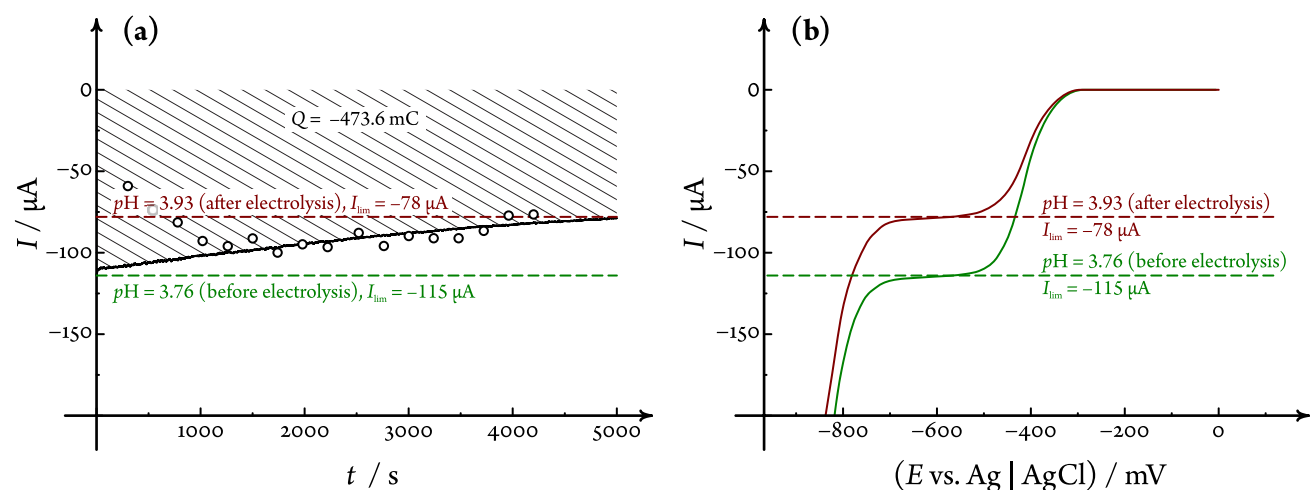 (a)
0
−50
−100
−150
I / µA
Q = –473.6 mC
pH = 3.93 (after electrolysis), Ilim = –78 µA
pH = 3.76 (before electrolysis), Ilim = –115 µA
1000 2000 3000 4000 5000
t / s
(b)
0
−50
−100
−150
I / µA
pH = 3.93 (after electrolysis)
Ilim = –78 µA
pH = 3.76 (before electrolysis)
Ilim = –115 µA
−800 −600 −400 −200 0
(E vs. Ag | AgCl) / mV